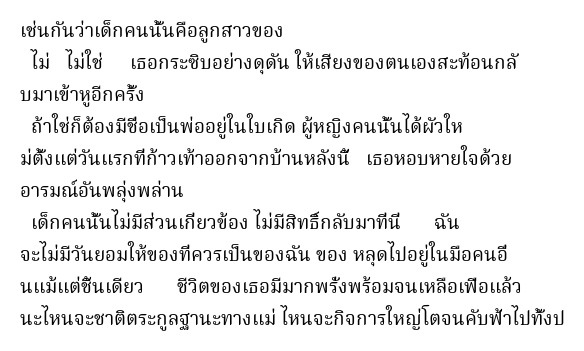 เช่นกันว่าเด็กคนนั้นคือลูกสาวของ
ไม่ ไม่ใช่ เธอกระซิบอย่างดุดัน ให้เสียงของตนเองสะท้อนกลั
บมาเข้าหูอีกครั้ง
ถ้าใช่ก็ต้องมีชื่อเป็นพ่ออยู่ในใบเกิด ผู้หญิงคนนั้นได้ผัวให
ม่ตั้งแต่วันแรกที่ก้าวเท้าออกจากบ้านหลังนี้ เธอหอบหายใจด้วย
อารมณ์อันพลุ่งพล่าน
เด็กคนนั้นไม่มีส่วนเกี่ยวข้อง ไม่มีสิทธิ์กลับมาที่นี่ ฉัน
จะไม่มีวันยอมให้ของที่ควรเป็นของฉัน ของ หลุดไปอยู่ในมือคนอื่
นแม้แต่ชิ้นเดียว ชีวิตของเธอมีมากพรั่งพร้อมจนเหลือเฟือแล้ว
นะไหนจะชาติตระกูลฐานะทางแม่ ไหนจะกิจการใหญ่โตจนคับฟ้าไปทั้งป